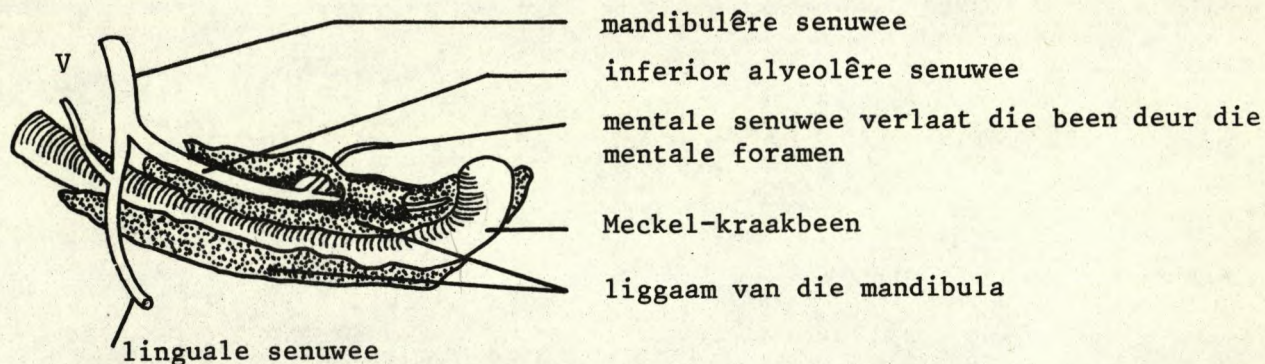 mandibulêre senuwee
V
inferior alveolêre senuwee
mentale senuwee verlaat die been deur die
mentale foramen
Meckel-kraakbeen
liggaam van die mandibula
linguale senuwee